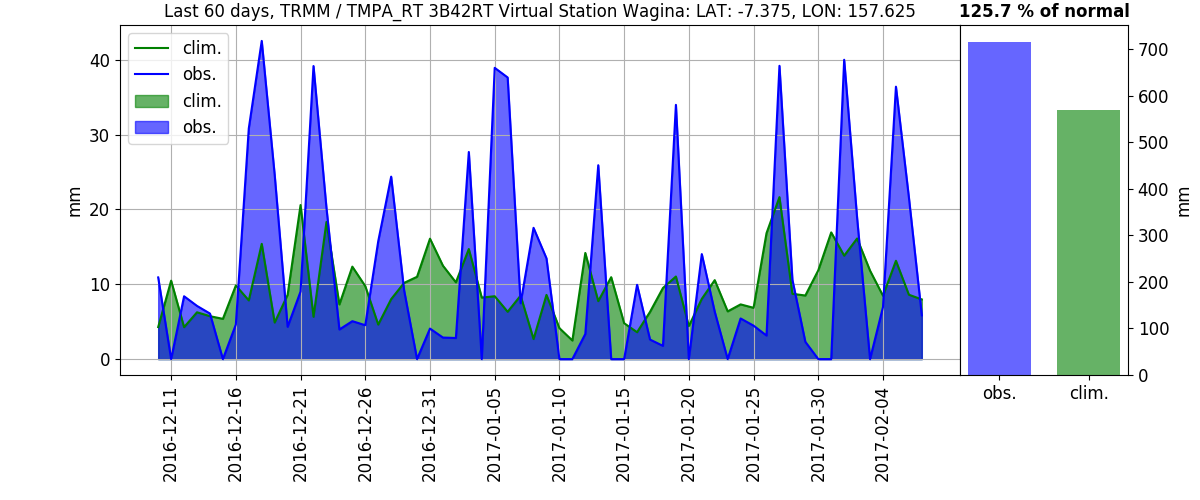 Last 60 days, TRMM / TMPA_RT 3B42RT Virtual Station Wagina: LAT: -7.375, LON: 157.625
125.7 % of normal
clim.
obs.
clim.
obs.
mm
40
30
20
10
0
2016-12-11
2016-12-16
2016-12-21
2016-12-26
2016-12-31
2017-01-05
2017-01-10
2017-01-15
2017-01-20
2017-01-25
2017-01-30
2017-02-04
700
600
500
400
300
200
100
0
mm
obs.
clim.